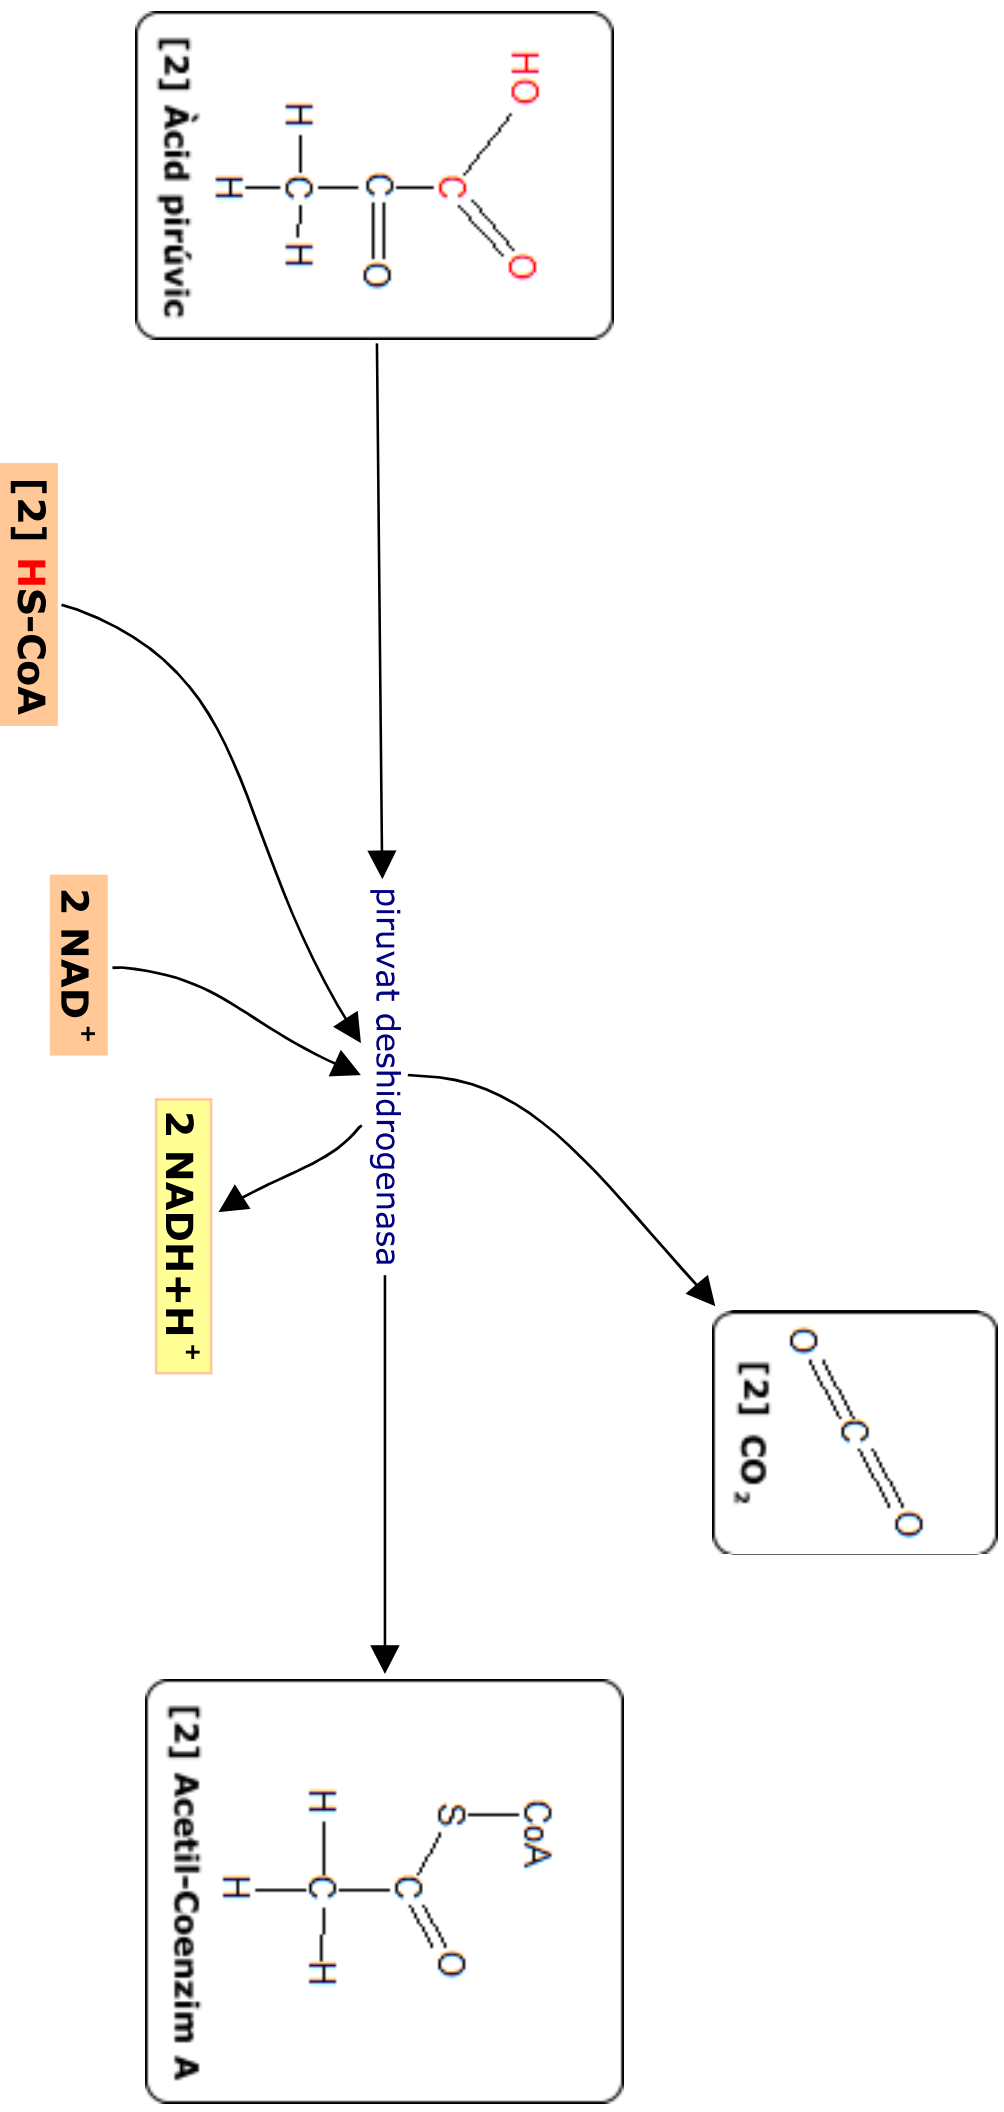 HO
O
C
C
O
H
C
H
H
[2] Àcid pirúvic
[2] HS-CoA
2 NAD⁺
piruvat deshidrogenasa
2 NADH+H⁺
O
C
O
[2] CO₂
CoA
S
C
O
H
C
H
H
[2] Acetil-Coenzim A